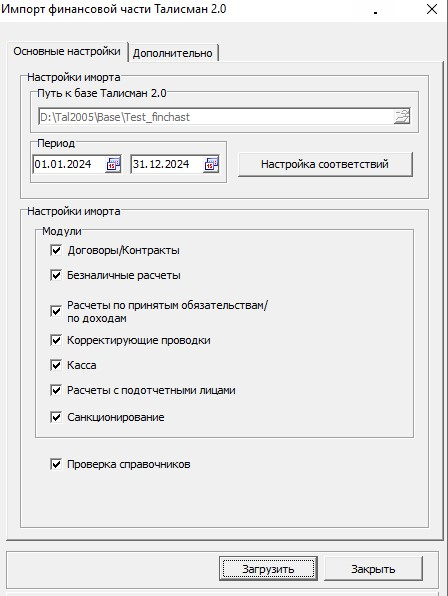 Импорт финансовой части Талисман 2.0
Основные настройки Дополнительно
Настройки иморта
Путь к базе Талисман 2.0
D:\Tal2005\Base\Test_finchast
Период
01.01.2024 15 31.12.2024 15 Настройка соответствий
Настройки иморта
Модули
Договоры/Контракты
Безналичные расчеты
Расчеты по принятым обязательствам/
по доходам
Корректирующие проводки
Касса
Расчеты с подотчетными лицами
Санкционирование
Проверка справочников
Загрузить Закрыть